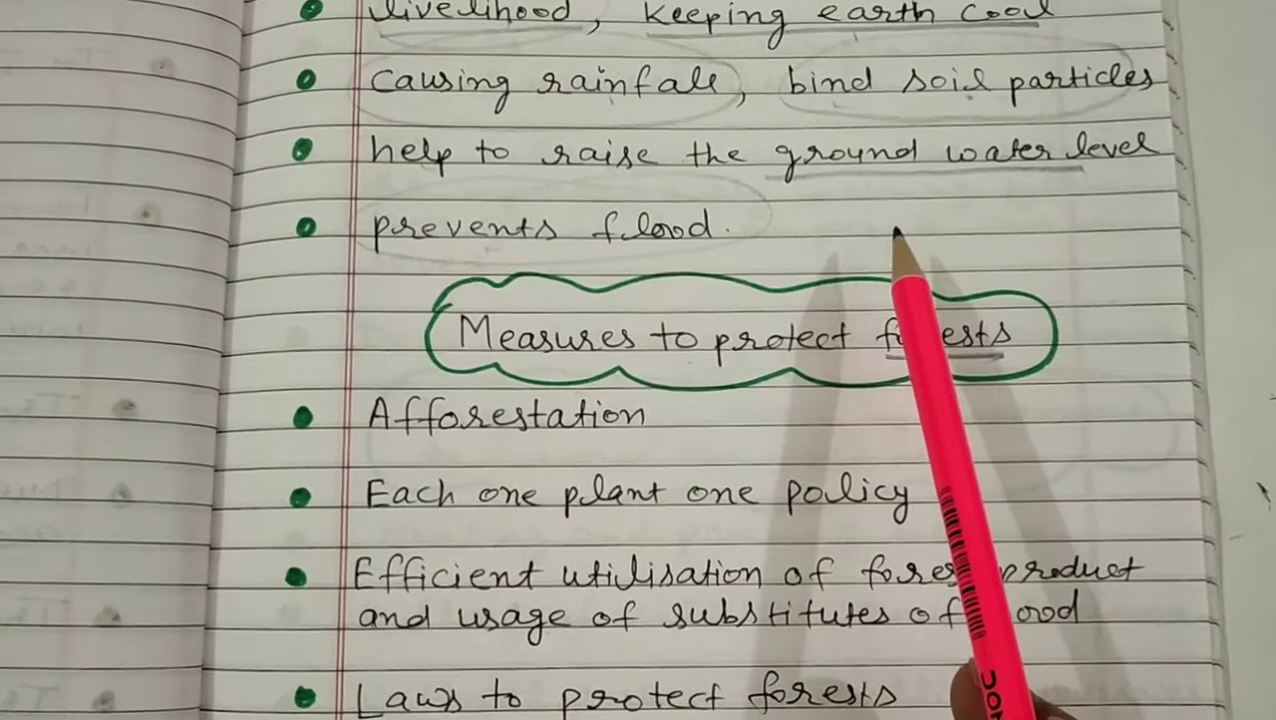 livelihood, keeping earth cool
causing rainfall, bind soil particles
help to raise the ground water level
prevents flood.
Measures to protect forests
Afforestation
Each one plant one policy
Efficient utilisation of forest product
and usage of substitutes of wood
Laws to protect forests